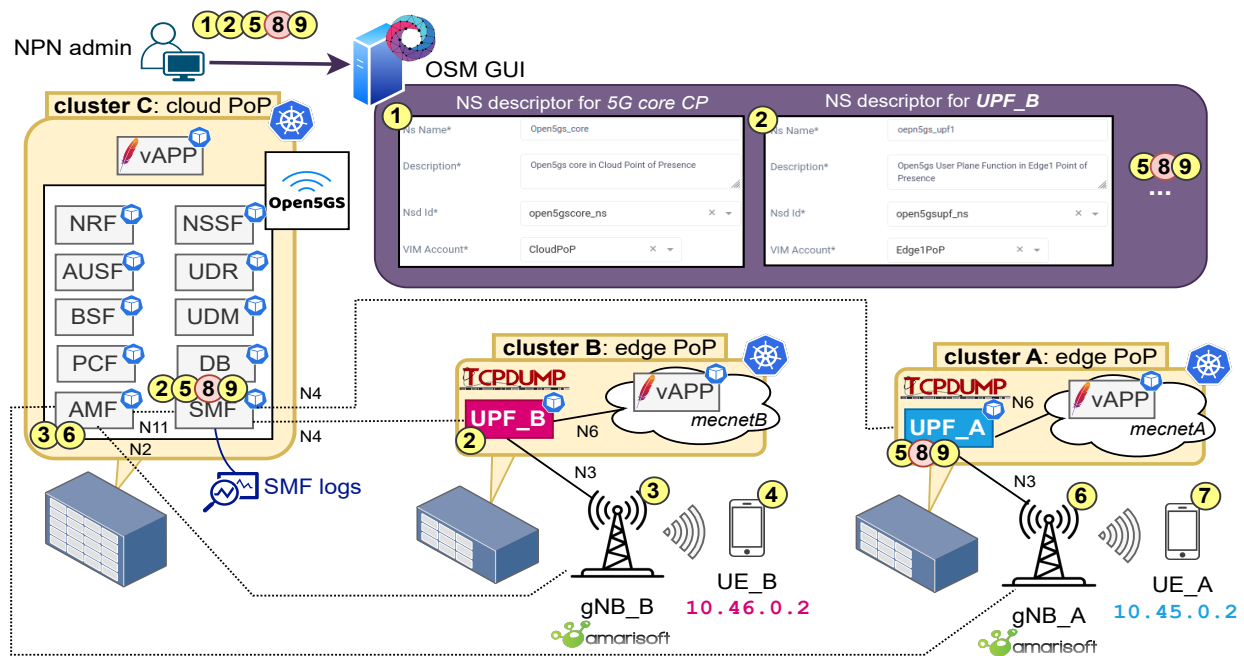 1 2 5 8 9
NPN admin
OSM GUI
cluster C: cloud PoP
vAPP
Open5GS
NRF
NSSF
AUSF
UDR
BSF
UDM
PCF
DB
2 5 8 9
AMF
SMF
N11
3 6
N2
N4
N4
SMF logs
NS descriptor for 5G core CP
1
Ns Name*
Open5gs_core
Description*
Open5gs core in Cloud Point of Presence
Nsd Id*
open5gscore_ns
VIM Account*
CloudPoP
NS descriptor for UPF_B
2
Ns Name*
oepn5gs_upf1
Description*
Open5gs User Plane Function in Edge1 Point of
Presence
Nsd Id*
open5gsupf_ns
VIM Account*
Edge1PoP
5 8 9
...
cluster B: edge PoP
TCPDUMP
vAPP
UPF_B
2
N6
mecnetB
N3
3
4
gNB_B
UE_B
10.46.0.2
amarisoft
cluster A: edge PoP
TCPDUMP
vAPP
N6
UPF_A
mecnetA
5 8 9
N3
6
7
gNB_A
UE_A
10.45.0.2
amarisoft